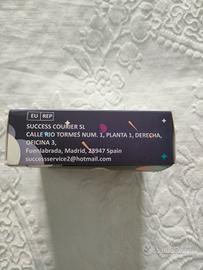 EU REP
SUCCESS COURIER SL
CALLE RIO TORMES NUM. 1, PLANTA 1, DERECHA,
OFICINA 3,
Fuenlabrada, Madrid, 28947 Spain
successservice2@hotmail.com